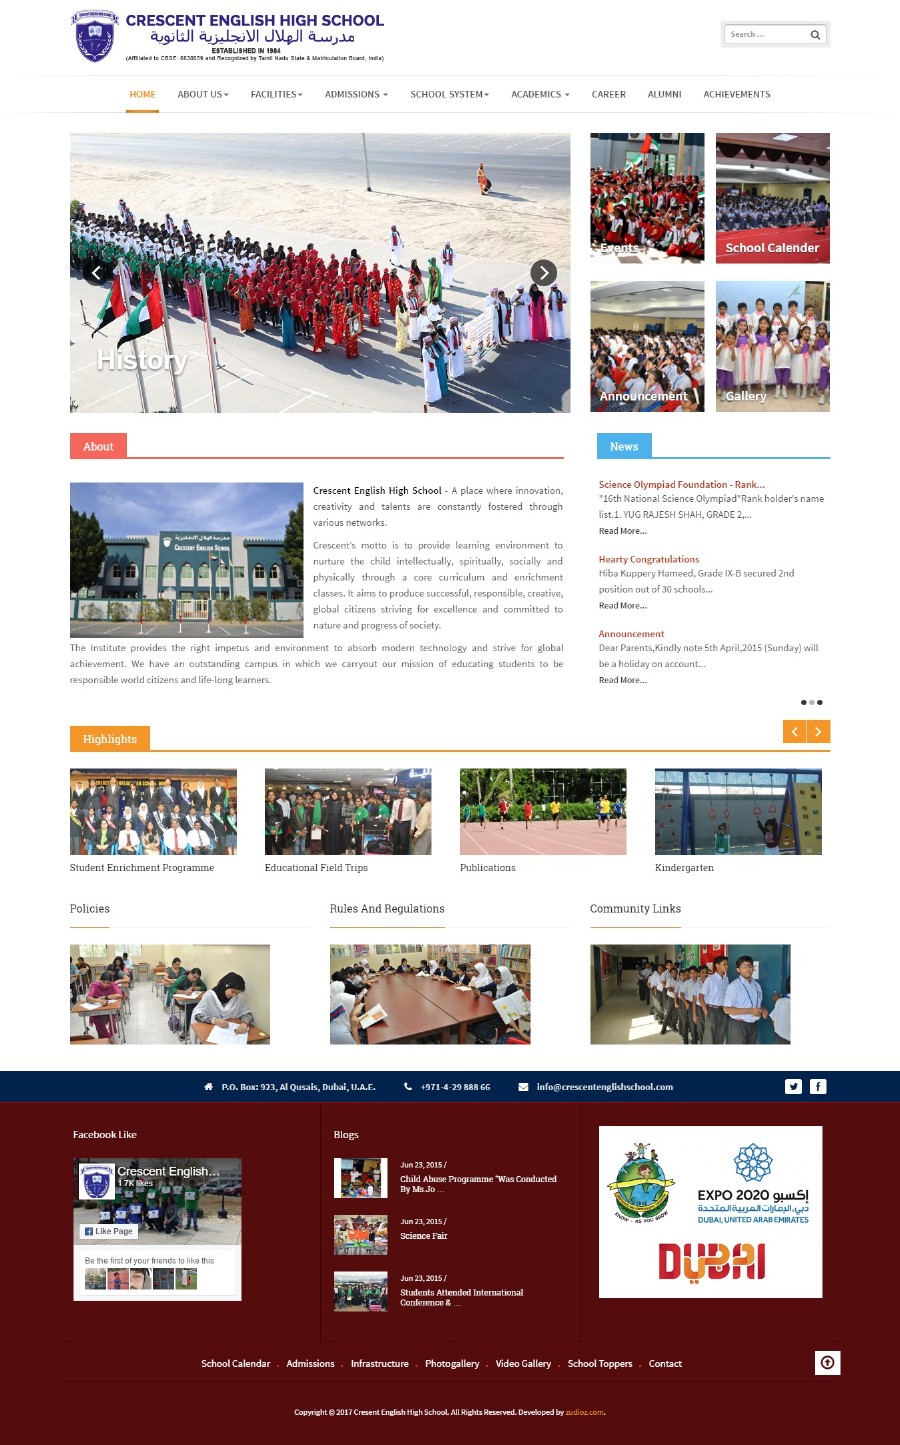 CRESCENT ENGLISH HIGH SCHOOL
مدرسة الهلال الانجليزية الثانوية
ESTABLISHED IN 1984
(Affiliated to CBSE: 6630059 and Recognized by Tamil Nadu State & Matriculation Board, India)
Search ...
HOME ABOUT US FACILITIES ADMISSIONS SCHOOL SYSTEM ACADEMICS CAREER ALUMNI ACHIEVEMENTS
History
Events
School Calender
Announcement
Gallery
About
مدرسة الهلال الانجليزية
CRESCENT ENGLISH SCHOOL
Crescent English High School - A place where innovation,
creativity and talents are constantly fostered through
various networks.
Crescent's motto is to provide learning environment to
nurture the child intellectually, spiritually, socially and
physically through a core curriculum and enrichment
classes. It aims to produce successful, responsible, creative,
global citizens striving for excellence and committed to
nature and progress of society.
The Institute provides the right impetus and environment to absorb modern technology and strive for global
achievement. We have an outstanding campus in which we carryout our mission of educating students to be
responsible world citizens and life-long learners.
News
Science Olympiad Foundation - Rank...
"16th National Science Olympiad"Rank holder's name
list.1. YUG RAJESH SHAH, GRADE 2,...
Read More...
Hearty Congratulations
Hiba Kuppery Hameed, Grade IX-B secured 2nd
position out of 30 schools...
Read More...
Announcement
Dear Parents,Kindly note 5th April,2015 (Sunday) will
be a holiday on account...
Read More...
Highlights
Student Enrichment Programme
Educational Field Trips
Publications
Kindergarten
Policies
Rules And Regulations
Community Links
P.O. Box: 923, Al Qusais, Dubai, U.A.E. +971-4-29 888 66 info@crescentenglishschool.com
Facebook Like
Crescent English...
1.7K likes
Like Page
Be the first of your friends to like this
Blogs
Jun 23, 2015 /
Child Abuse Programme "Was Conducted
By Ms.Jo ...
Jun 23, 2015 /
Science Fair
Jun 23, 2015 /
Students Attended International
Conference & ...
KNOW - AS YOU GROW
إكسبو EXPO 2020
دبي، الإمارات العربية المتحدة
DUBAI, UNITED ARAB EMIRATES
DUBAI
School Calendar . Admissions . Infrastructure . Photogallery . Video Gallery . School Toppers . Contact
Copyright © 2017 Cresent English High School. All Rights Reserved. Developed by zudioz.com.